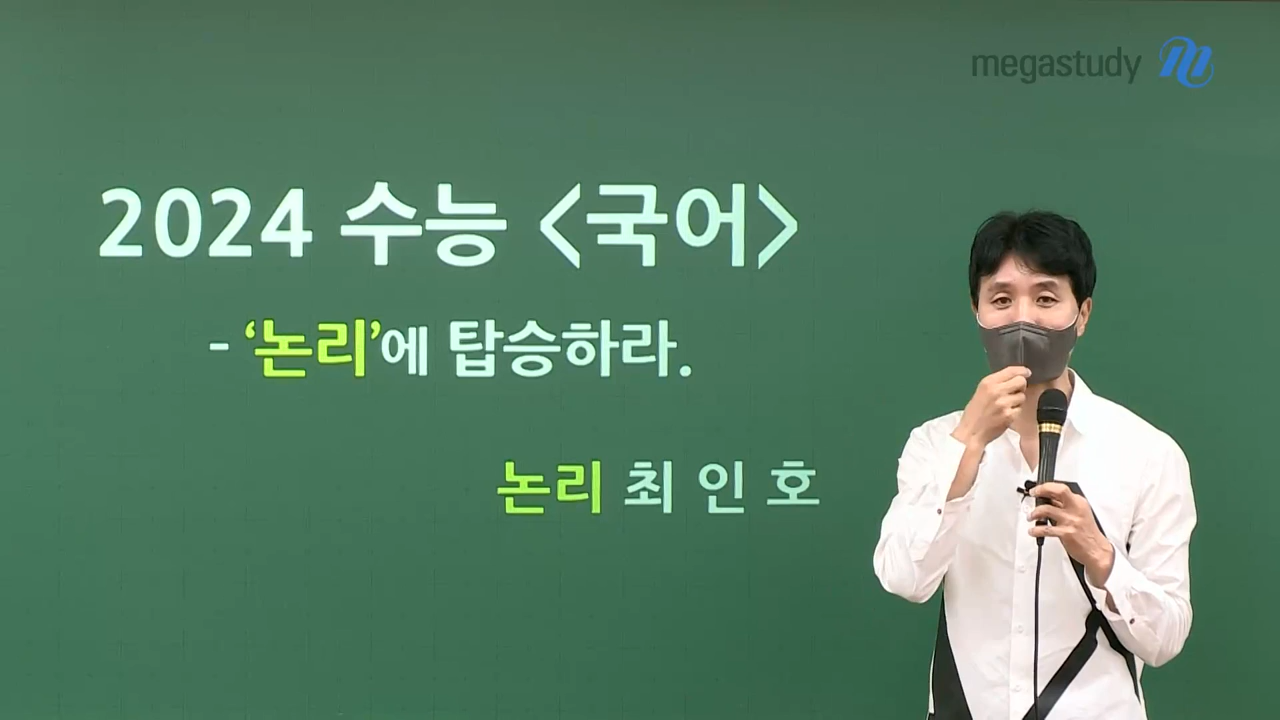 megastudy
2024 수능 <국어>
- ‘논리’에 탑승하라.
논리 최 인 호